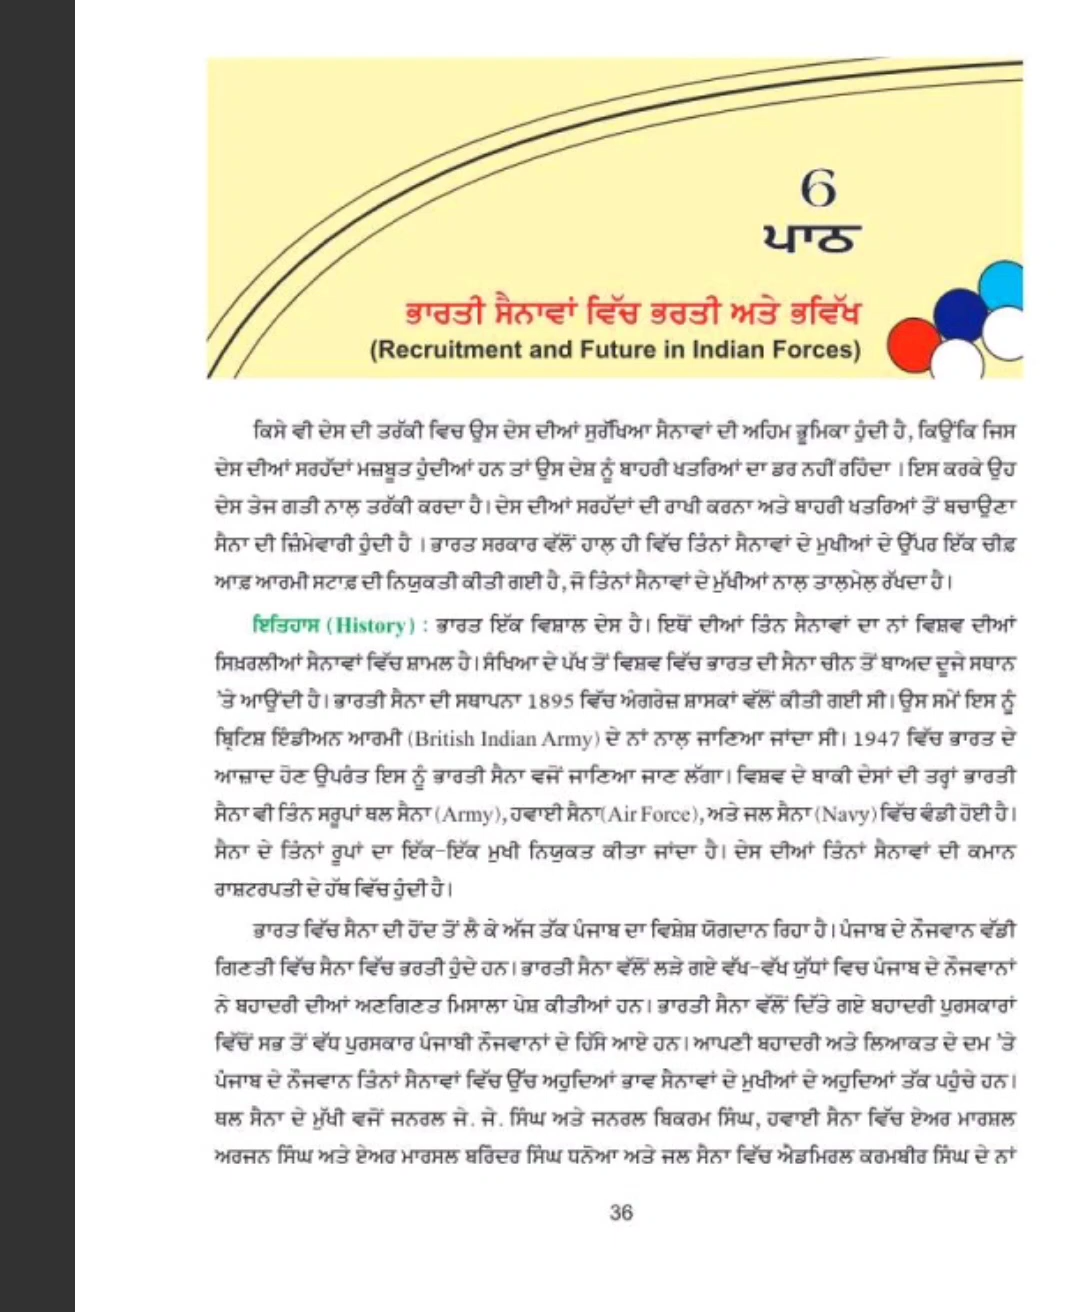 6
ਪਾਠ
ਭਾਰਤੀ ਸੈਨਾਵਾਂ ਵਿੱਚ ਭਰਤੀ ਅਤੇ ਭਵਿੱਖ
(Recruitment and Future in Indian Forces)
ਕਿਸੇ ਵੀ ਦੇਸ ਦੀ ਤਰੱਕੀ ਵਿਚ ਉਸ ਦੇਸ ਦੀਆਂ ਸੁਰੱਖਿਆ ਸੈਨਾਵਾਂ ਦੀ ਅਹਿਮ ਭੂਮਿਕਾ ਹੁੰਦੀ ਹੈ, ਕਿਉਂਕਿ ਜਿਸ
ਦੇਸ ਦੀਆਂ ਸਰਹੱਦਾਂ ਮਜ਼ਬੂਤ ਹੁੰਦੀਆਂ ਹਨ ਤਾਂ ਉਸ ਦੇਸ਼ ਨੂੰ ਬਾਹਰੀ ਖਤਰਿਆਂ ਦਾ ਡਰ ਨਹੀਂ ਰਹਿੰਦਾ । ਇਸ ਕਰਕੇ ਉਹ
ਦੇਸ ਤੇਜ ਗਤੀ ਨਾਲ਼ ਤਰੱਕੀ ਕਰਦਾ ਹੈ। ਦੇਸ ਦੀਆਂ ਸਰਹੱਦਾਂ ਦੀ ਰਾਖੀ ਕਰਨਾ ਅਤੇ ਬਾਹਰੀ ਖਤਰਿਆਂ ਤੋਂ ਬਚਾਉਣਾ
ਸੈਨਾ ਦੀ ਜ਼ਿੰਮੇਵਾਰੀ ਹੁੰਦੀ ਹੈ । ਭਾਰਤ ਸਰਕਾਰ ਵੱਲੋਂ ਹਾਲ਼ ਹੀ ਵਿੱਚ ਤਿੰਨਾਂ ਸੈਨਾਵਾਂ ਦੇ ਮੁਖੀਆਂ ਦੇ ਉੱਪਰ ਇੱਕ ਚੀਫ਼
ਆਫ਼ ਆਰਮੀ ਸਟਾਫ਼ ਦੀ ਨਿਯੁਕਤੀ ਕੀਤੀ ਗਈ ਹੈ, ਜੋ ਤਿੰਨਾਂ ਸੈਨਾਵਾਂ ਦੇ ਮੁੱਖੀਆਂ ਨਾਲ਼ ਤਾਲ਼ਮੇਲ਼ ਰੱਖਦਾ ਹੈ।
ਇਤਿਹਾਸ (History) : ਭਾਰਤ ਇੱਕ ਵਿਸ਼ਾਲ ਦੇਸ ਹੈ। ਇਥੋਂ ਦੀਆਂ ਤਿੰਨ ਸੈਨਾਵਾਂ ਦਾ ਨਾਂ ਵਿਸ਼ਵ ਦੀਆਂ
ਸਿਖ਼ਰਲੀਆਂ ਸੈਨਾਵਾਂ ਵਿੱਚ ਸ਼ਾਮਲ ਹੈ। ਸੰਖਿਆ ਦੇ ਪੱਖ ਤੋਂ ਵਿਸ਼ਵ ਵਿੱਚ ਭਾਰਤ ਦੀ ਸੈਨਾ ਚੀਨ ਤੋਂ ਬਾਅਦ ਦੂਜੇ ਸਥਾਨ
'ਤੇ ਆਉਂਦੀ ਹੈ। ਭਾਰਤੀ ਸੈਨਾ ਦੀ ਸਥਾਪਨਾ 1895 ਵਿੱਚ ਅੰਗਰੇਜ਼ ਸ਼ਾਸਕਾਂ ਵੱਲੋਂ ਕੀਤੀ ਗਈ ਸੀ। ਉਸ ਸਮੇਂ ਇਸ ਨੂੰ
ਬ੍ਰਿਟਿਸ਼ ਇੰਡੀਅਨ ਆਰਮੀ (British Indian Army) ਦੇ ਨਾਂ ਨਾਲ਼ ਜਾਣਿਆ ਜਾਂਦਾ ਸੀ। 1947 ਵਿੱਚ ਭਾਰਤ ਦੇ
ਆਜ਼ਾਦ ਹੋਣ ਉਪਰੰਤ ਇਸ ਨੂੰ ਭਾਰਤੀ ਸੈਨਾ ਵਜੋਂ ਜਾਣਿਆ ਜਾਣ ਲੱਗਾ। ਵਿਸ਼ਵ ਦੇ ਬਾਕੀ ਦੇਸਾਂ ਦੀ ਤਰ੍ਹਾਂ ਭਾਰਤੀ
ਸੈਨਾ ਵੀ ਤਿੰਨ ਸਰੂਪਾਂ ਥਲ ਸੈਨਾ (Army), ਹਵਾਈ ਸੈਨਾ(Air Force), ਅਤੇ ਜਲ ਸੈਨਾ (Navy) ਵਿੱਚ ਵੰਡੀ ਹੋਈ ਹੈ।
ਸੈਨਾ ਦੇ ਤਿੰਨਾਂ ਰੂਪਾਂ ਦਾ ਇੱਕ-ਇੱਕ ਮੁਖੀ ਨਿਯੁਕਤ ਕੀਤਾ ਜਾਂਦਾ ਹੈ। ਦੇਸ ਦੀਆਂ ਤਿੰਨਾਂ ਸੈਨਾਵਾਂ ਦੀ ਕਮਾਨ
ਰਾਸ਼ਟਰਪਤੀ ਦੇ ਹੱਥ ਵਿੱਚ ਹੁੰਦੀ ਹੈ।
ਭਾਰਤ ਵਿੱਚ ਸੈਨਾ ਦੀ ਹੋਂਦ ਤੋਂ ਲੈ ਕੇ ਅੱਜ ਤੱਕ ਪੰਜਾਬ ਦਾ ਵਿਸ਼ੇਸ਼ ਯੋਗਦਾਨ ਰਿਹਾ ਹੈ। ਪੰਜਾਬ ਦੇ ਨੌਜਵਾਨ ਵੱਡੀ
ਗਿਣਤੀ ਵਿੱਚ ਸੈਨਾ ਵਿੱਚ ਭਰਤੀ ਹੁੰਦੇ ਹਨ। ਭਾਰਤੀ ਸੈਨਾ ਵੱਲੋਂ ਲੜੇ ਗਏ ਵੱਖ-ਵੱਖ ਯੁੱਧਾਂ ਵਿਚ ਪੰਜਾਬ ਦੇ ਨੌਜਵਾਨਾਂ
ਨੇ ਬਹਾਦਰੀ ਦੀਆਂ ਅਣਗਿਣਤ ਮਿਸਾਲਾ ਪੇਸ਼ ਕੀਤੀਆਂ ਹਨ। ਭਾਰਤੀ ਸੈਨਾ ਵੱਲੋਂ ਦਿੱਤੇ ਗਏ ਬਹਾਦਰੀ ਪੁਰਸਕਾਰਾਂ
ਵਿੱਚੋਂ ਸਭ ਤੋਂ ਵੱਧ ਪੁਰਸਕਾਰ ਪੰਜਾਬੀ ਨੌਜਵਾਨਾਂ ਦੇ ਹਿੱਸੇ ਆਏ ਹਨ। ਆਪਣੀ ਬਹਾਦਰੀ ਅਤੇ ਲਿਆਕਤ ਦੇ ਦਮ 'ਤੇ
ਪੰਜਾਬ ਦੇ ਨੌਜਵਾਨ ਤਿੰਨਾਂ ਸੈਨਾਵਾਂ ਵਿੱਚ ਉੱਚ ਅਹੁਦਿਆਂ ਭਾਵ ਸੈਨਾਵਾਂ ਦੇ ਮੁਖੀਆਂ ਦੇ ਅਹੁਦਿਆਂ ਤੱਕ ਪਹੁੰਚੇ ਹਨ।
ਥਲ ਸੈਨਾ ਦੇ ਮੁੱਖੀ ਵਜੋਂ ਜਨਰਲ ਜੇ. ਜੇ. ਸਿੰਘ ਅਤੇ ਜਨਰਲ ਬਿਕਰਮ ਸਿੰਘ, ਹਵਾਈ ਸੈਨਾ ਵਿੱਚ ਏਅਰ ਮਾਰਸ਼ਲ
ਅਰਜਨ ਸਿੰਘ ਅਤੇ ਏਅਰ ਮਾਰਸਲ ਬਰਿੰਦਰ ਸਿੰਘ ਧਨੋਆ ਅਤੇ ਜਲ ਸੈਨਾ ਵਿੱਚ ਐਡਮਿਰਲ ਕਰਮਬੀਰ ਸਿੰਘ ਦੇ ਨਾਂ
36